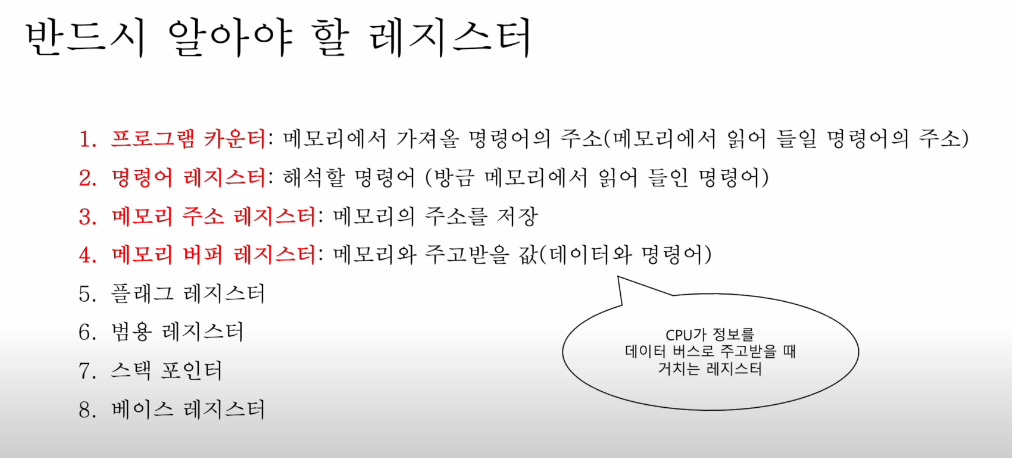 반드시 알아야 할 레지스터
1. 프로그램 카운터: 메모리에서 가져올 명령어의 주소(메모리에서 읽어 들일 명령어의 주소)
2. 명령어 레지스터: 해석할 명령어 (방금 메모리에서 읽어 들인 명령어)
3. 메모리 주소 레지스터: 메모리의 주소를 저장
4. 메모리 버퍼 레지스터: 메모리와 주고받을 값(데이터와 명령어)
5. 플래그 레지스터
6. 범용 레지스터
7. 스택 포인터
8. 베이스 레지스터
CPU가 정보를
데이터 버스로 주고받을 때
거치는 레지스터